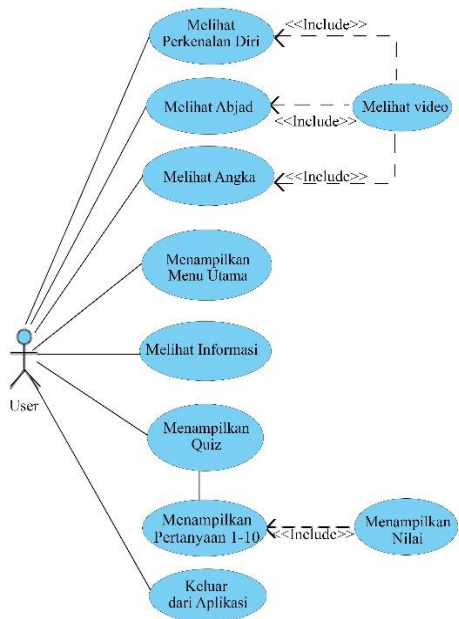 Melihat
Perkenalan Diri
<<Include>>
Melihat Abjad
<<Include>>
Melihat video
Melihat Angka
<<Include>>
Menampilkan
Menu Utama
Melihat Informasi
User
Menampilkan
Quiz
Menampilkan
Pertanyaan 1-10
<<Include>>
Menampilkan
Nilai
Keluar
dari Aplikasi